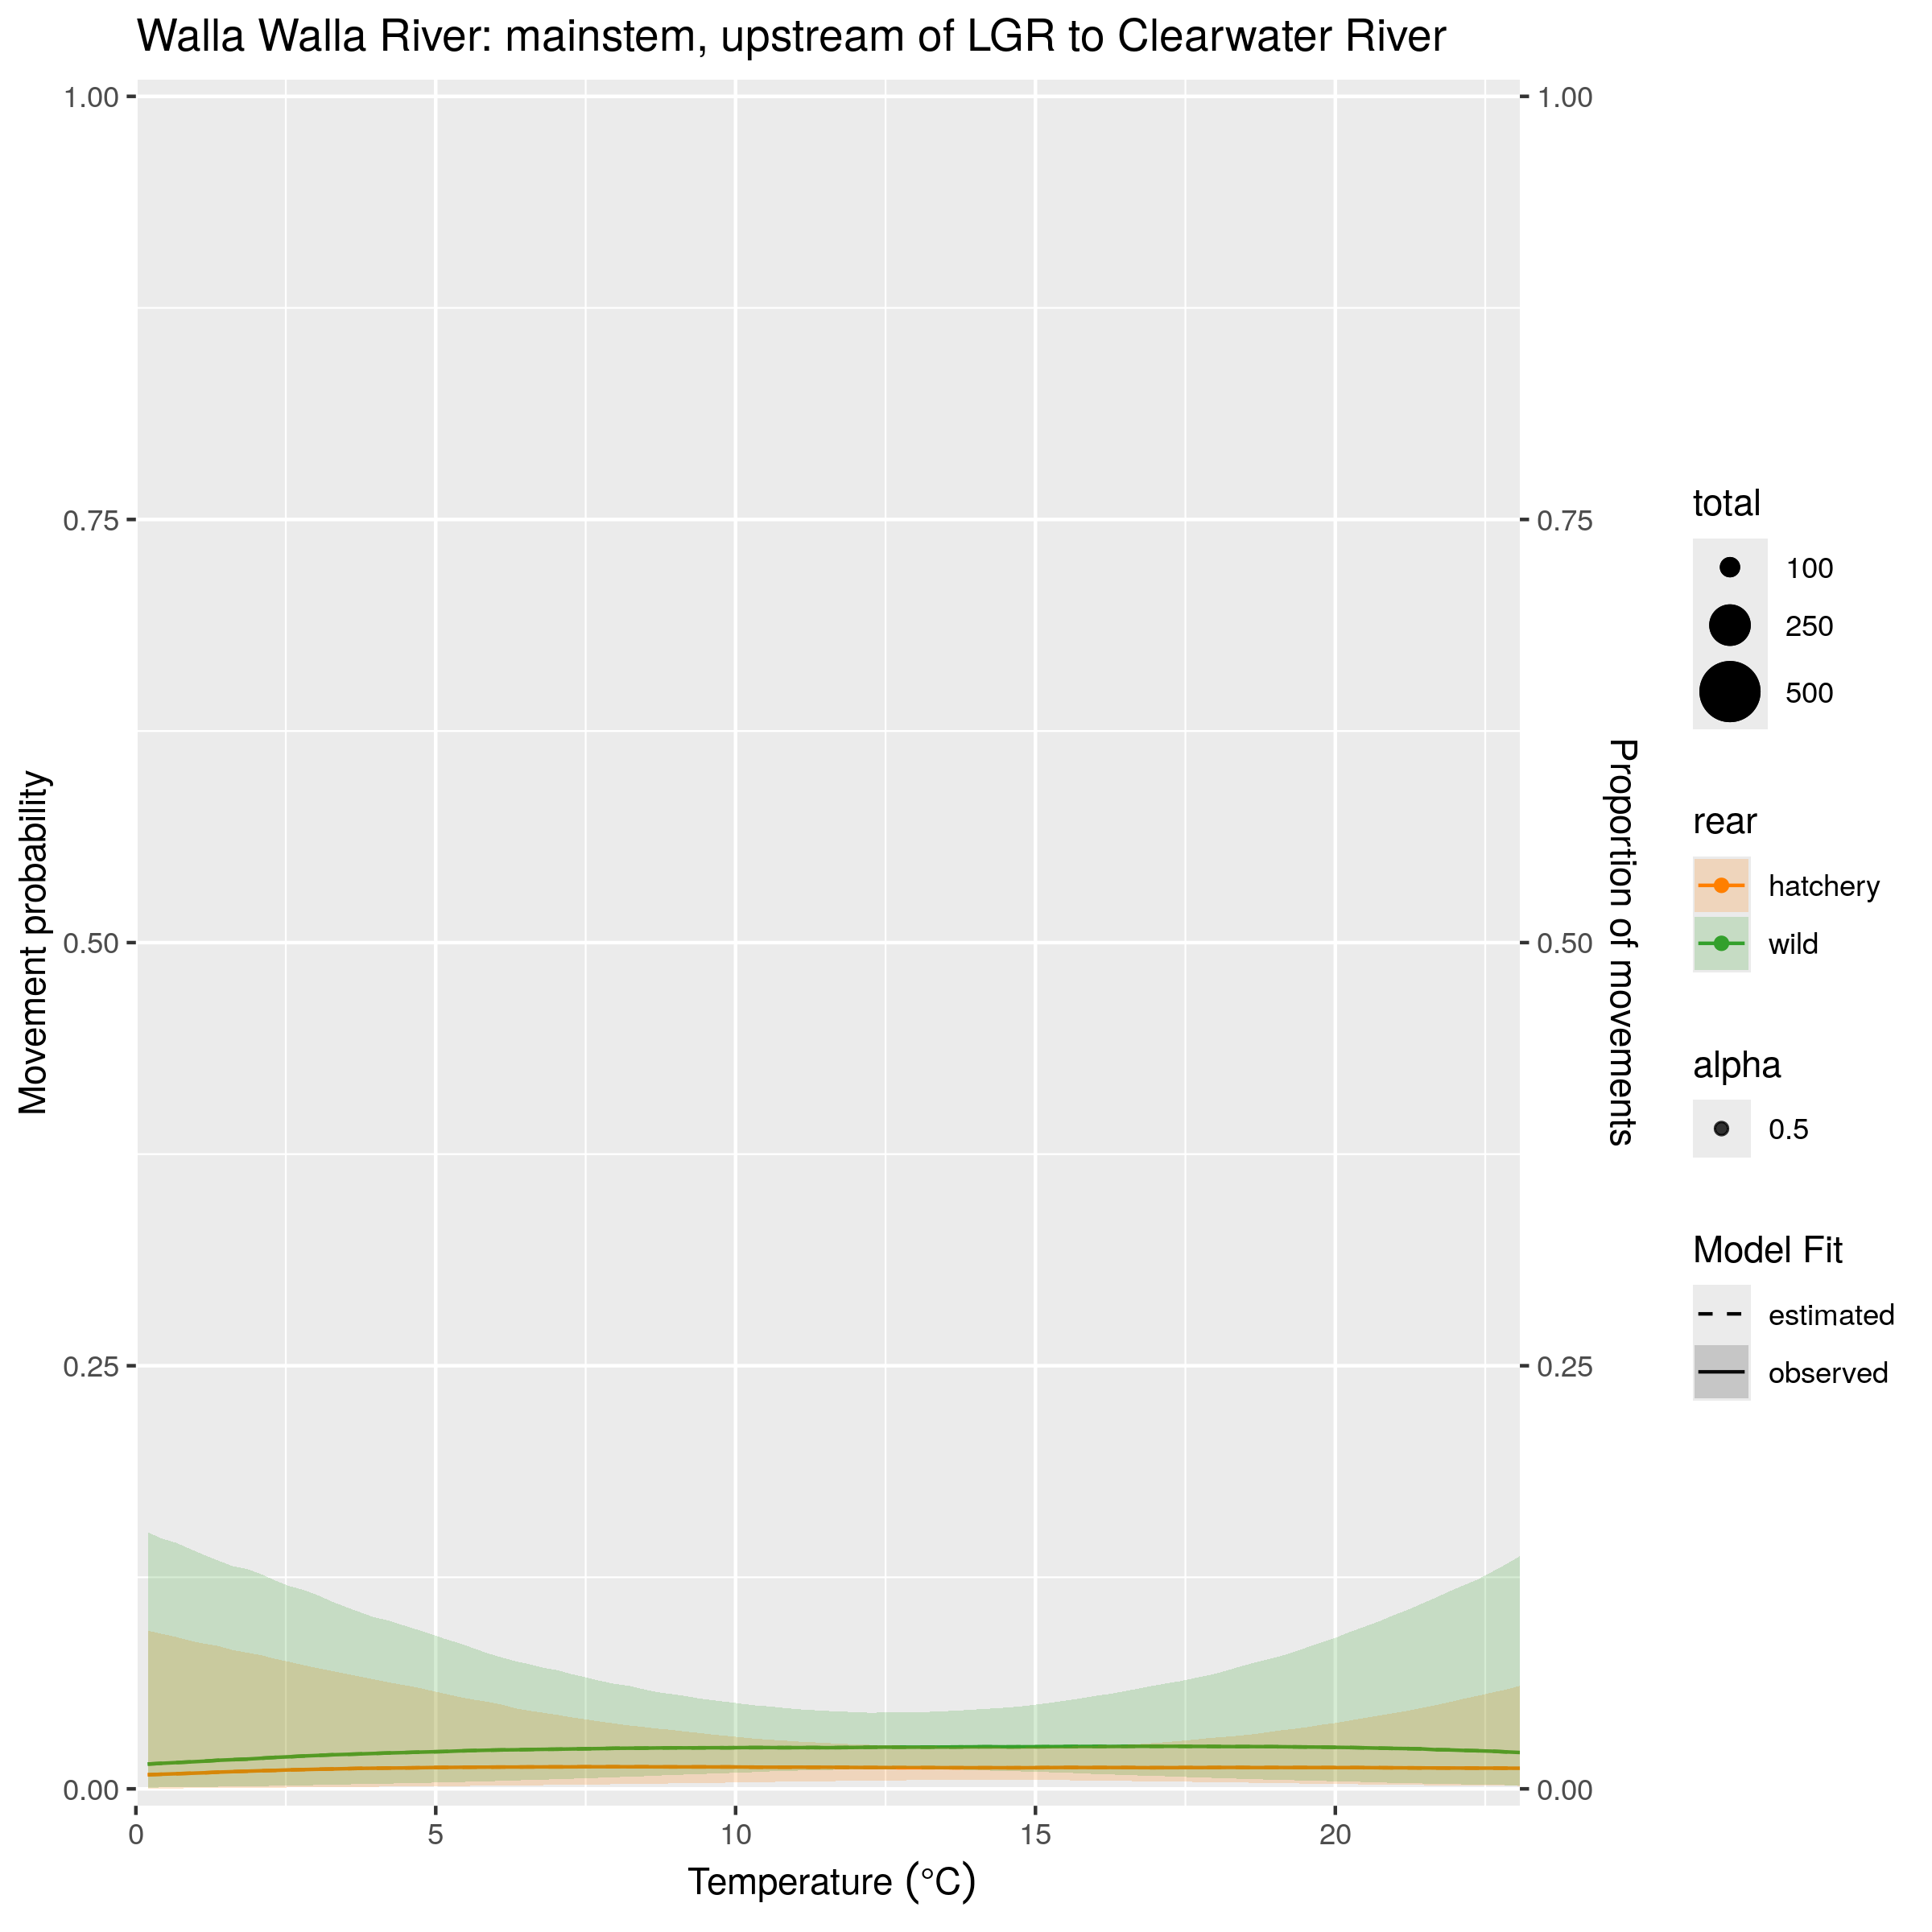 Walla Walla River: mainstem, upstream of LGR to Clearwater River
1.00
0.75
0.50
0.25
0.00
Movement probability
0
5
10
15
20
Temperature (°C)
1.00
0.75
0.50
0.25
0.00
Proportion of movements
total
100
250
500
rear
hatchery
wild
alpha
0.5
Model Fit
estimated
observed